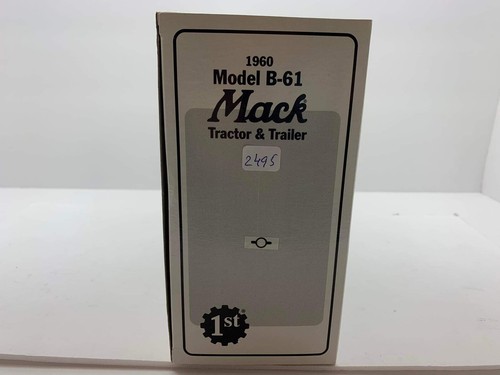 1960
Model B-61
Mack
Tractor & Trailer
2495
1st